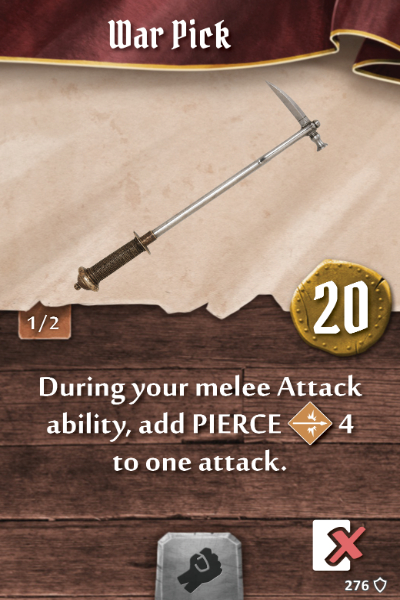 War Pick
20
1/2
During your melee Attack
ability, add PIERCE 4
to one attack.
276